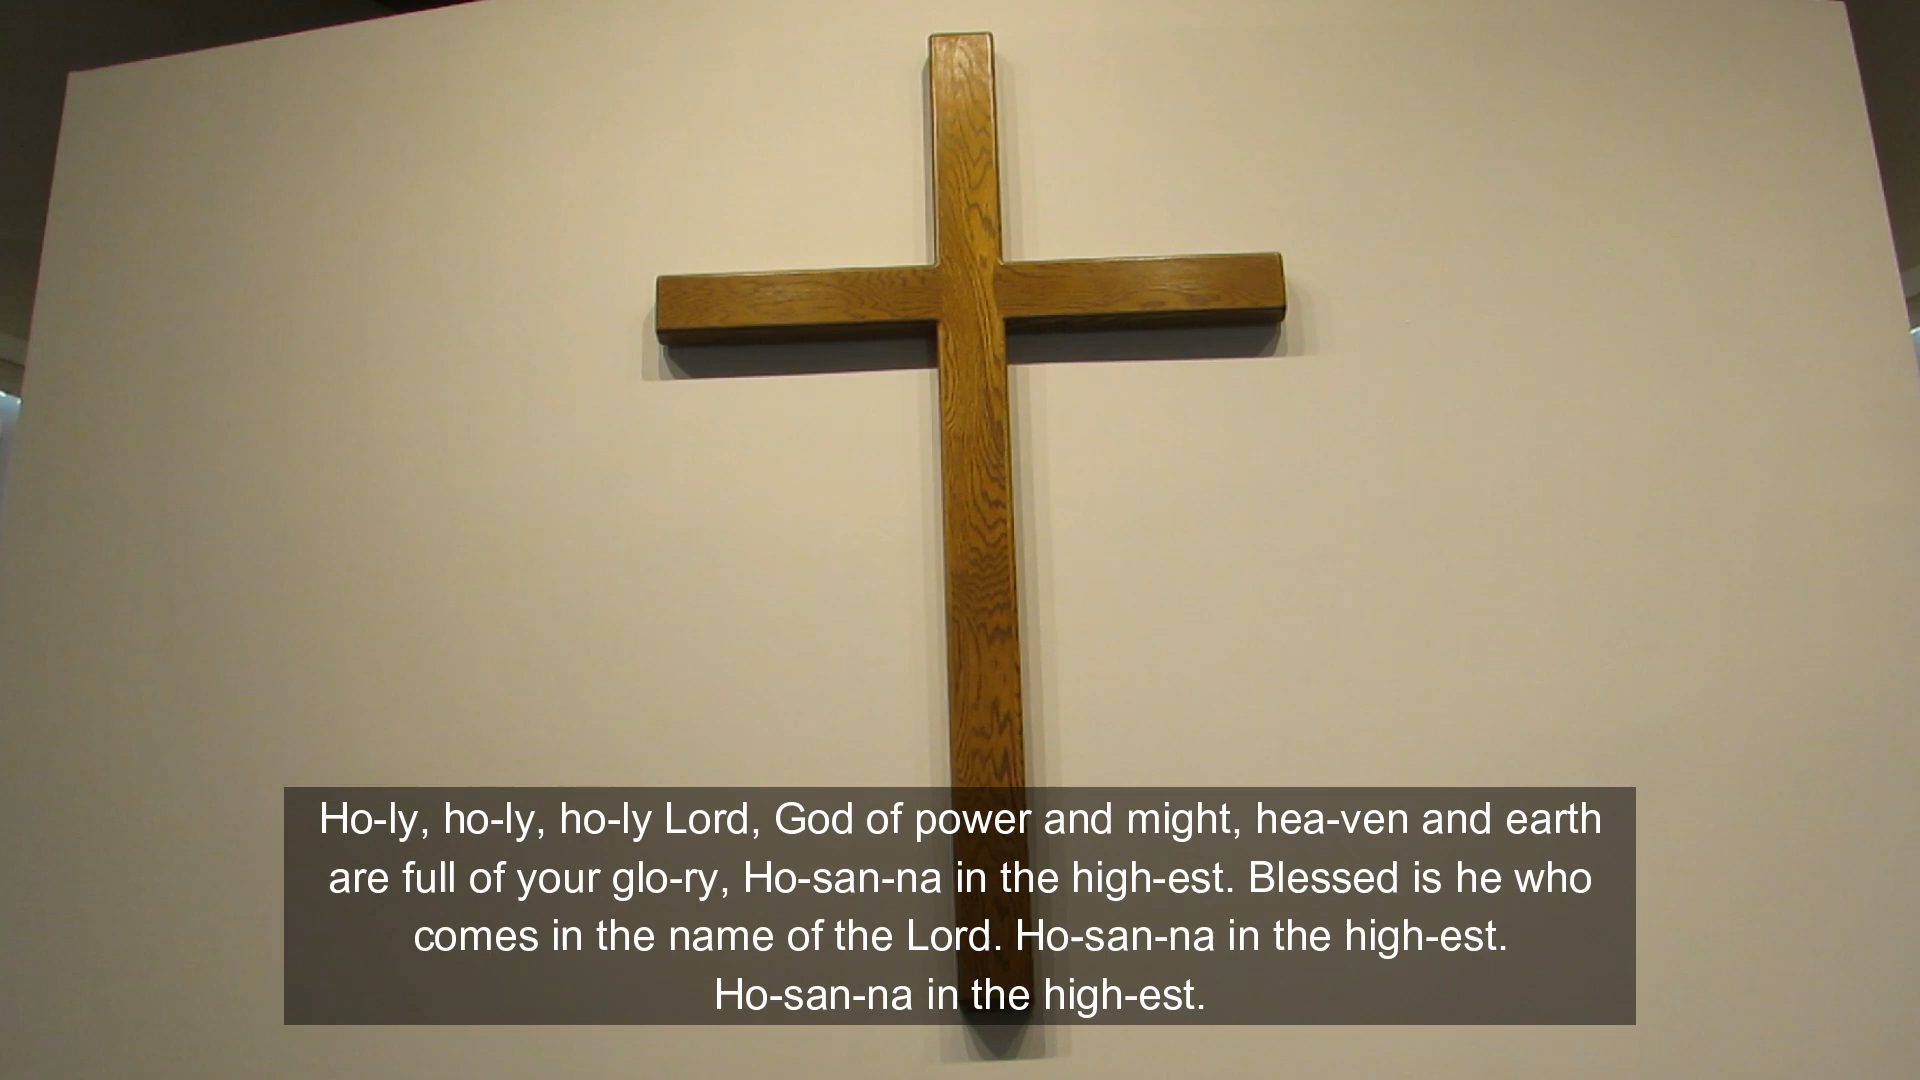 Ho-ly, ho-ly, ho-ly Lord, God of power and might, hea-ven and earth
are full of your glo-ry, Ho-san-na in the high-est. Blessed is he who
comes in the name of the Lord. Ho-san-na in the high-est.
Ho-san-na in the high-est.